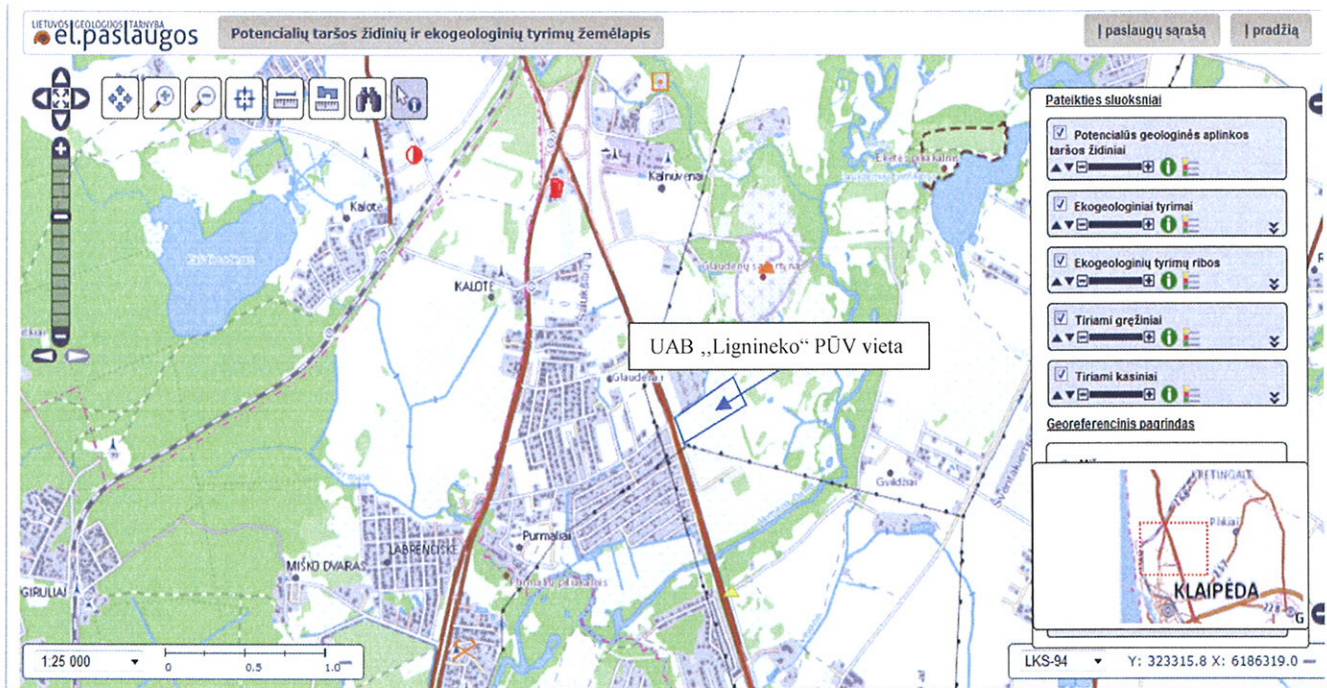 LIETUVOS GEOLOGIJOS TARNYBA
el.paslaugos
Potencialių taršos židinių ir ekogeologinių tyrimų žemėlapis
Į paslaugų sąrašą
Į pradžią
Pateikties sluoksniai
Potencialūs geologinės aplinkos
taršos židiniai
Ekogeologiniai tyrimai
Ekogeologinių tyrimų ribos
Tiriami gręžiniai
Tiriami kasiniai
Georeferencinis pagrindas
Kalotė
Kalnuvėnai
KALOTĖ
UAB ,,Lignineko“ PŪV vieta
Gvildžiai
Purmaliai
LABRENČIŠKĖ
MIŠKO DVARAS
GIRULIAI
KRETINGALĖ
KLAIPĖDA
G
1:25 000
0
0.5
1.0
LKS-94
Y: 323315.8 X: 6186319.0